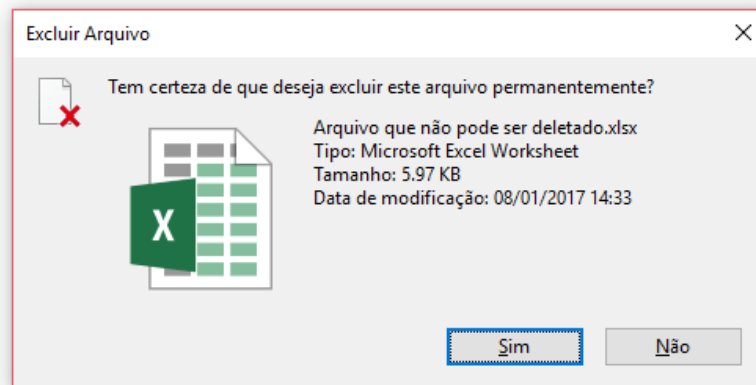 Excluir Arquivo
Tem certeza de que deseja excluir este arquivo permanentemente?
Arquivo que não pode ser deletado.xlsx
Tipo: Microsoft Excel Worksheet
Tamanho: 5.97 KB
Data de modificação: 08/01/2017 14:33
X
Sim Não